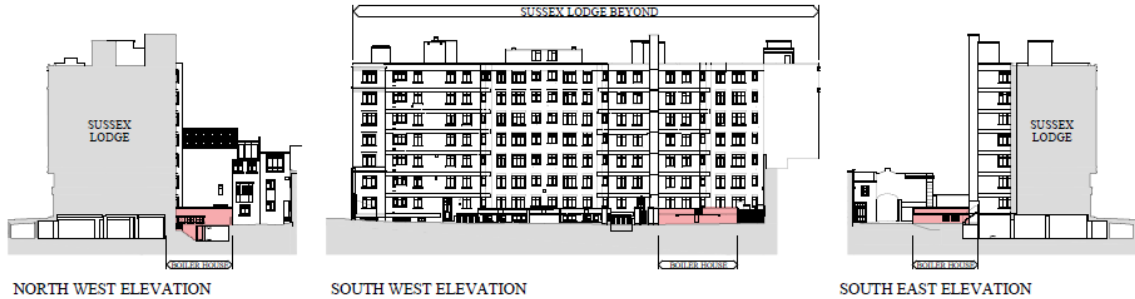 SUSSEX LODGE BEYOND
SUSSEX
LODGE
SUSSEX
LODGE
BOILER HOUSE
BOILER HOUSE
BOILER HOUSE
NORTH WEST ELEVATION
SOUTH WEST ELEVATION
SOUTH EAST ELEVATION